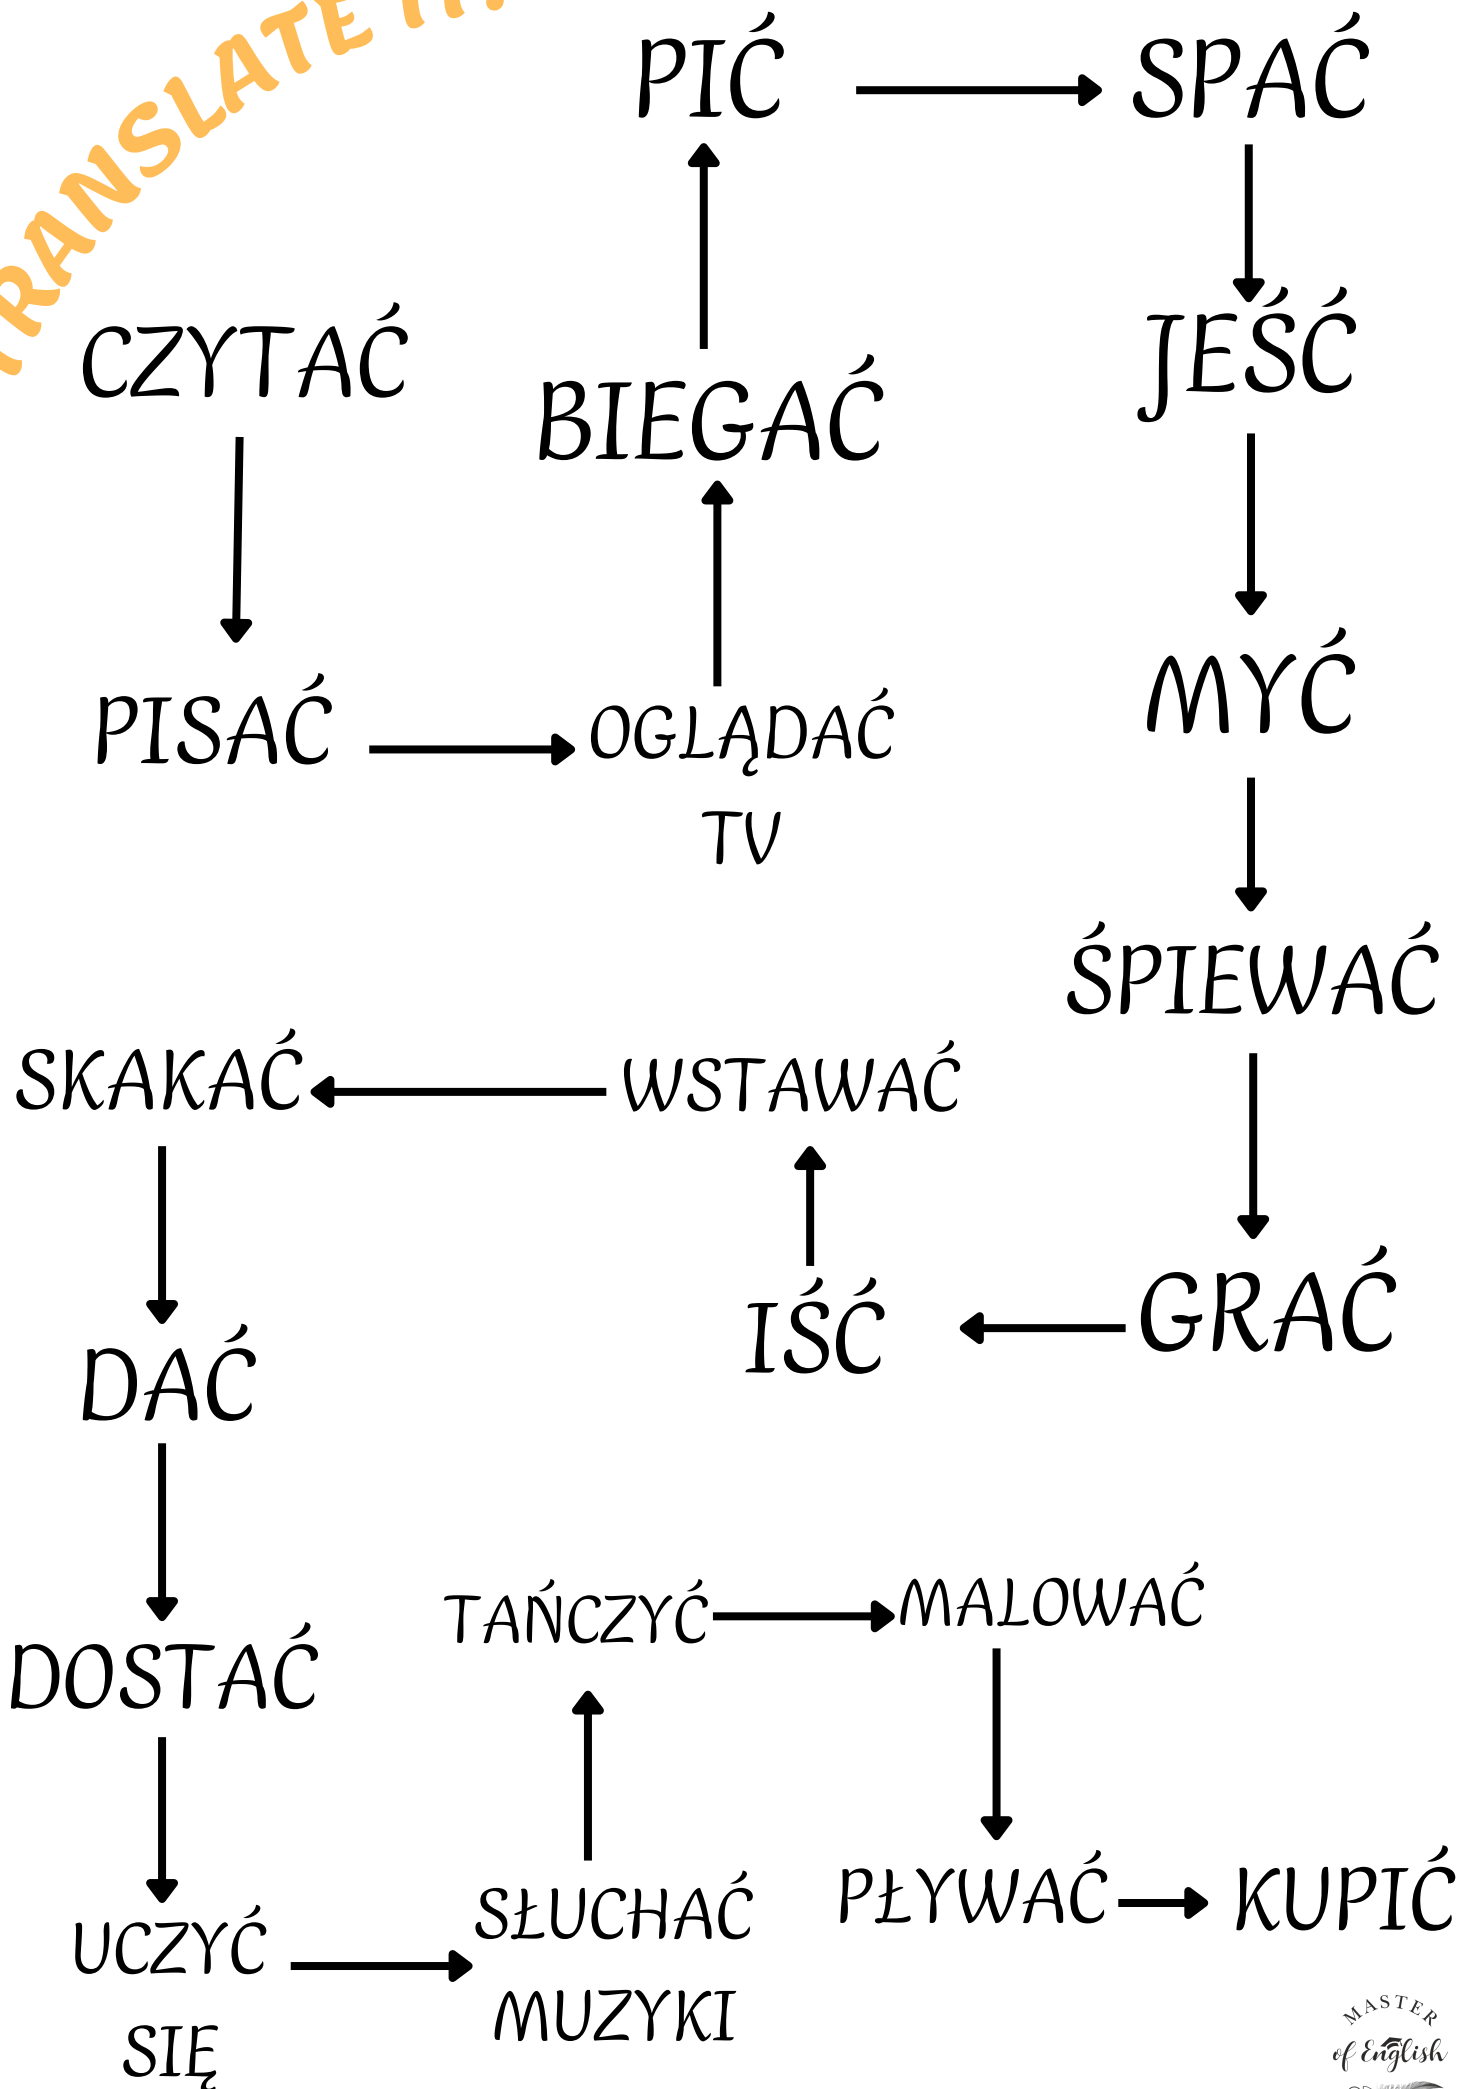 TRANSLATE IT!
PIĆ
SPAĆ
CZYTAĆ
BIEGAĆ
JEŚĆ
PISAĆ
OGLĄDAĆ
TV
MYĆ
ŚPIEWAĆ
SKAKAĆ
WSTAWAĆ
IŚĆ
GRAĆ
DAĆ
DOSTAĆ
TAŃCZYĆ
MALOWAĆ
UCZYĆ
SIĘ
SŁUCHAĆ
MUZYKI
PŁYWAĆ
KUPIĆ
MASTER
of English